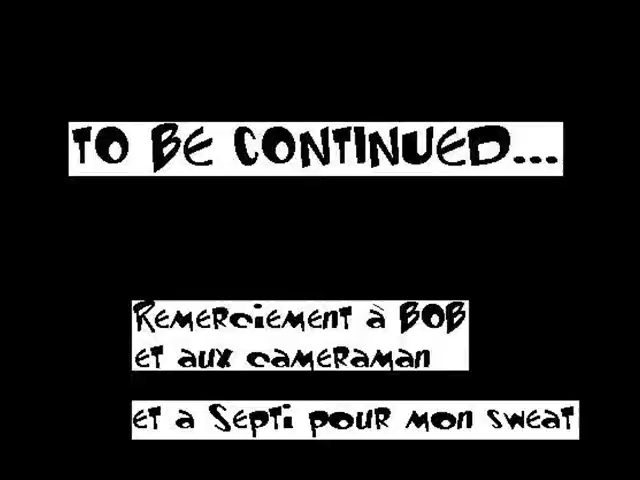 TO BE CONTINUED...
Remerciement à BOB
et aux cameraman
et a Septi pour mon sweat